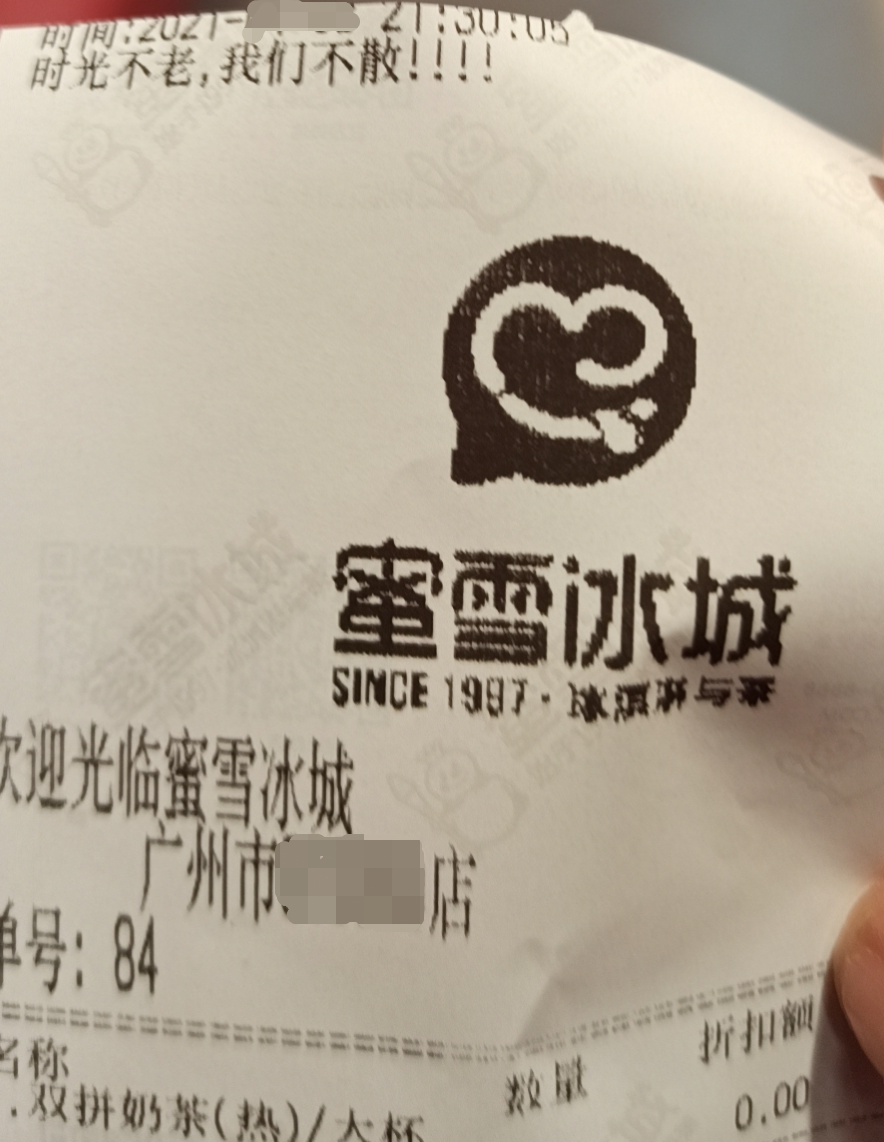 时间:2021- 21:30:05
时光不老,我们不散!!!!
蜜雪冰城
SINCE 1997·冰淇淋与茶
欢迎光临蜜雪冰城
广州市 店
单号: 84
名称 数量 折扣额
.双拼奶茶(热)/大杯 0.00